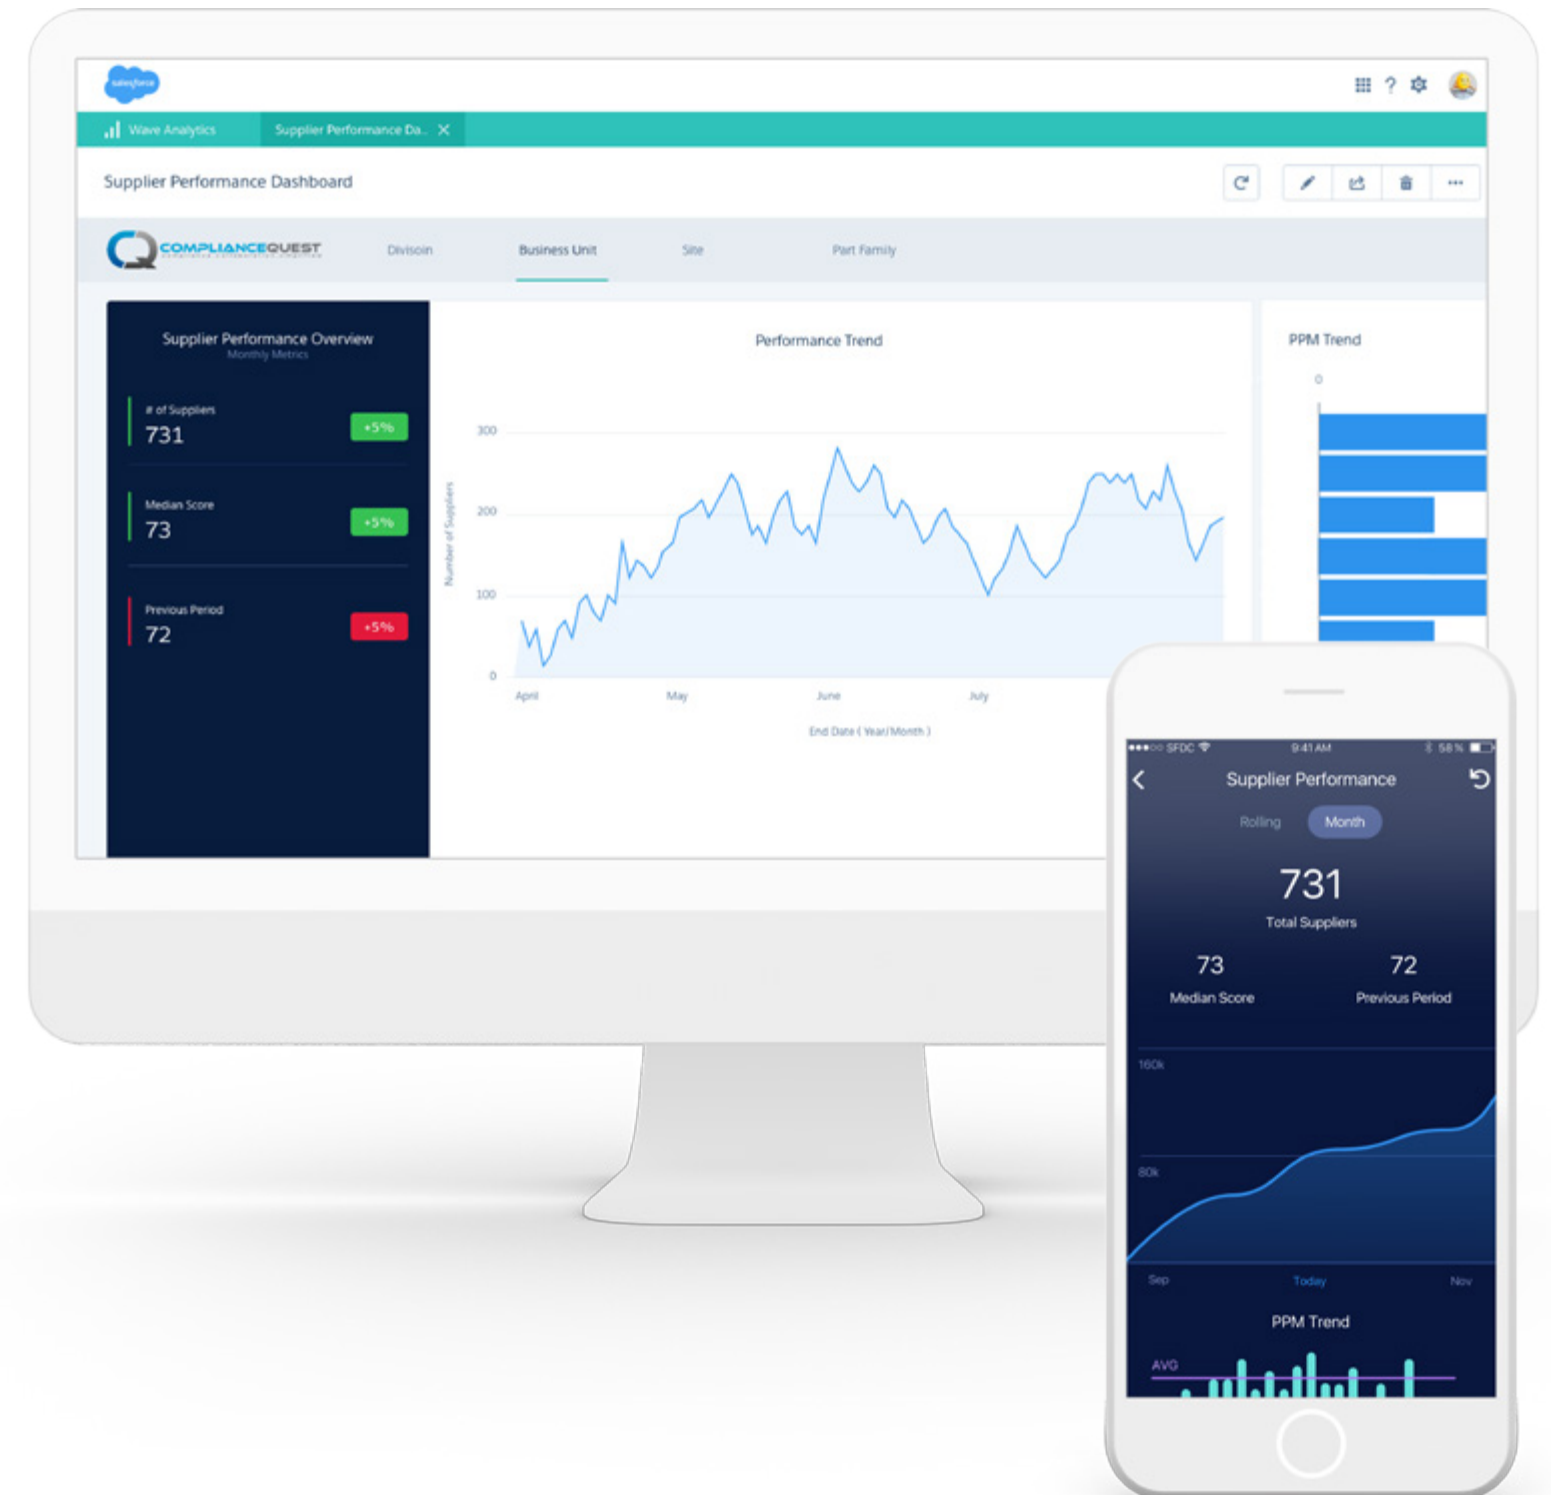 salesforce
?
Wave Analytics
Supplier Performance Da.. X
Supplier Performance Dashboard
COMPLIANCEQUEST
Divisoin
Business Unit
Site
Part Family
Supplier Performance Overview
Monthly Metrics
# of Suppliers
731
+5%
Median Score
73
+5%
Previous Period
72
+5%
Performance Trend
Number of Suppliers
300
200
100
0
April
May
June
July
End Date ( Year/Month )
PPM Trend
0
SFDC
9:41 AM
58%
Supplier Performance
Rolling
Month
731
Total Suppliers
73
Median Score
72
Previous Period
160k
80k
Sep
Today
Nov
PPM Trend
AVG